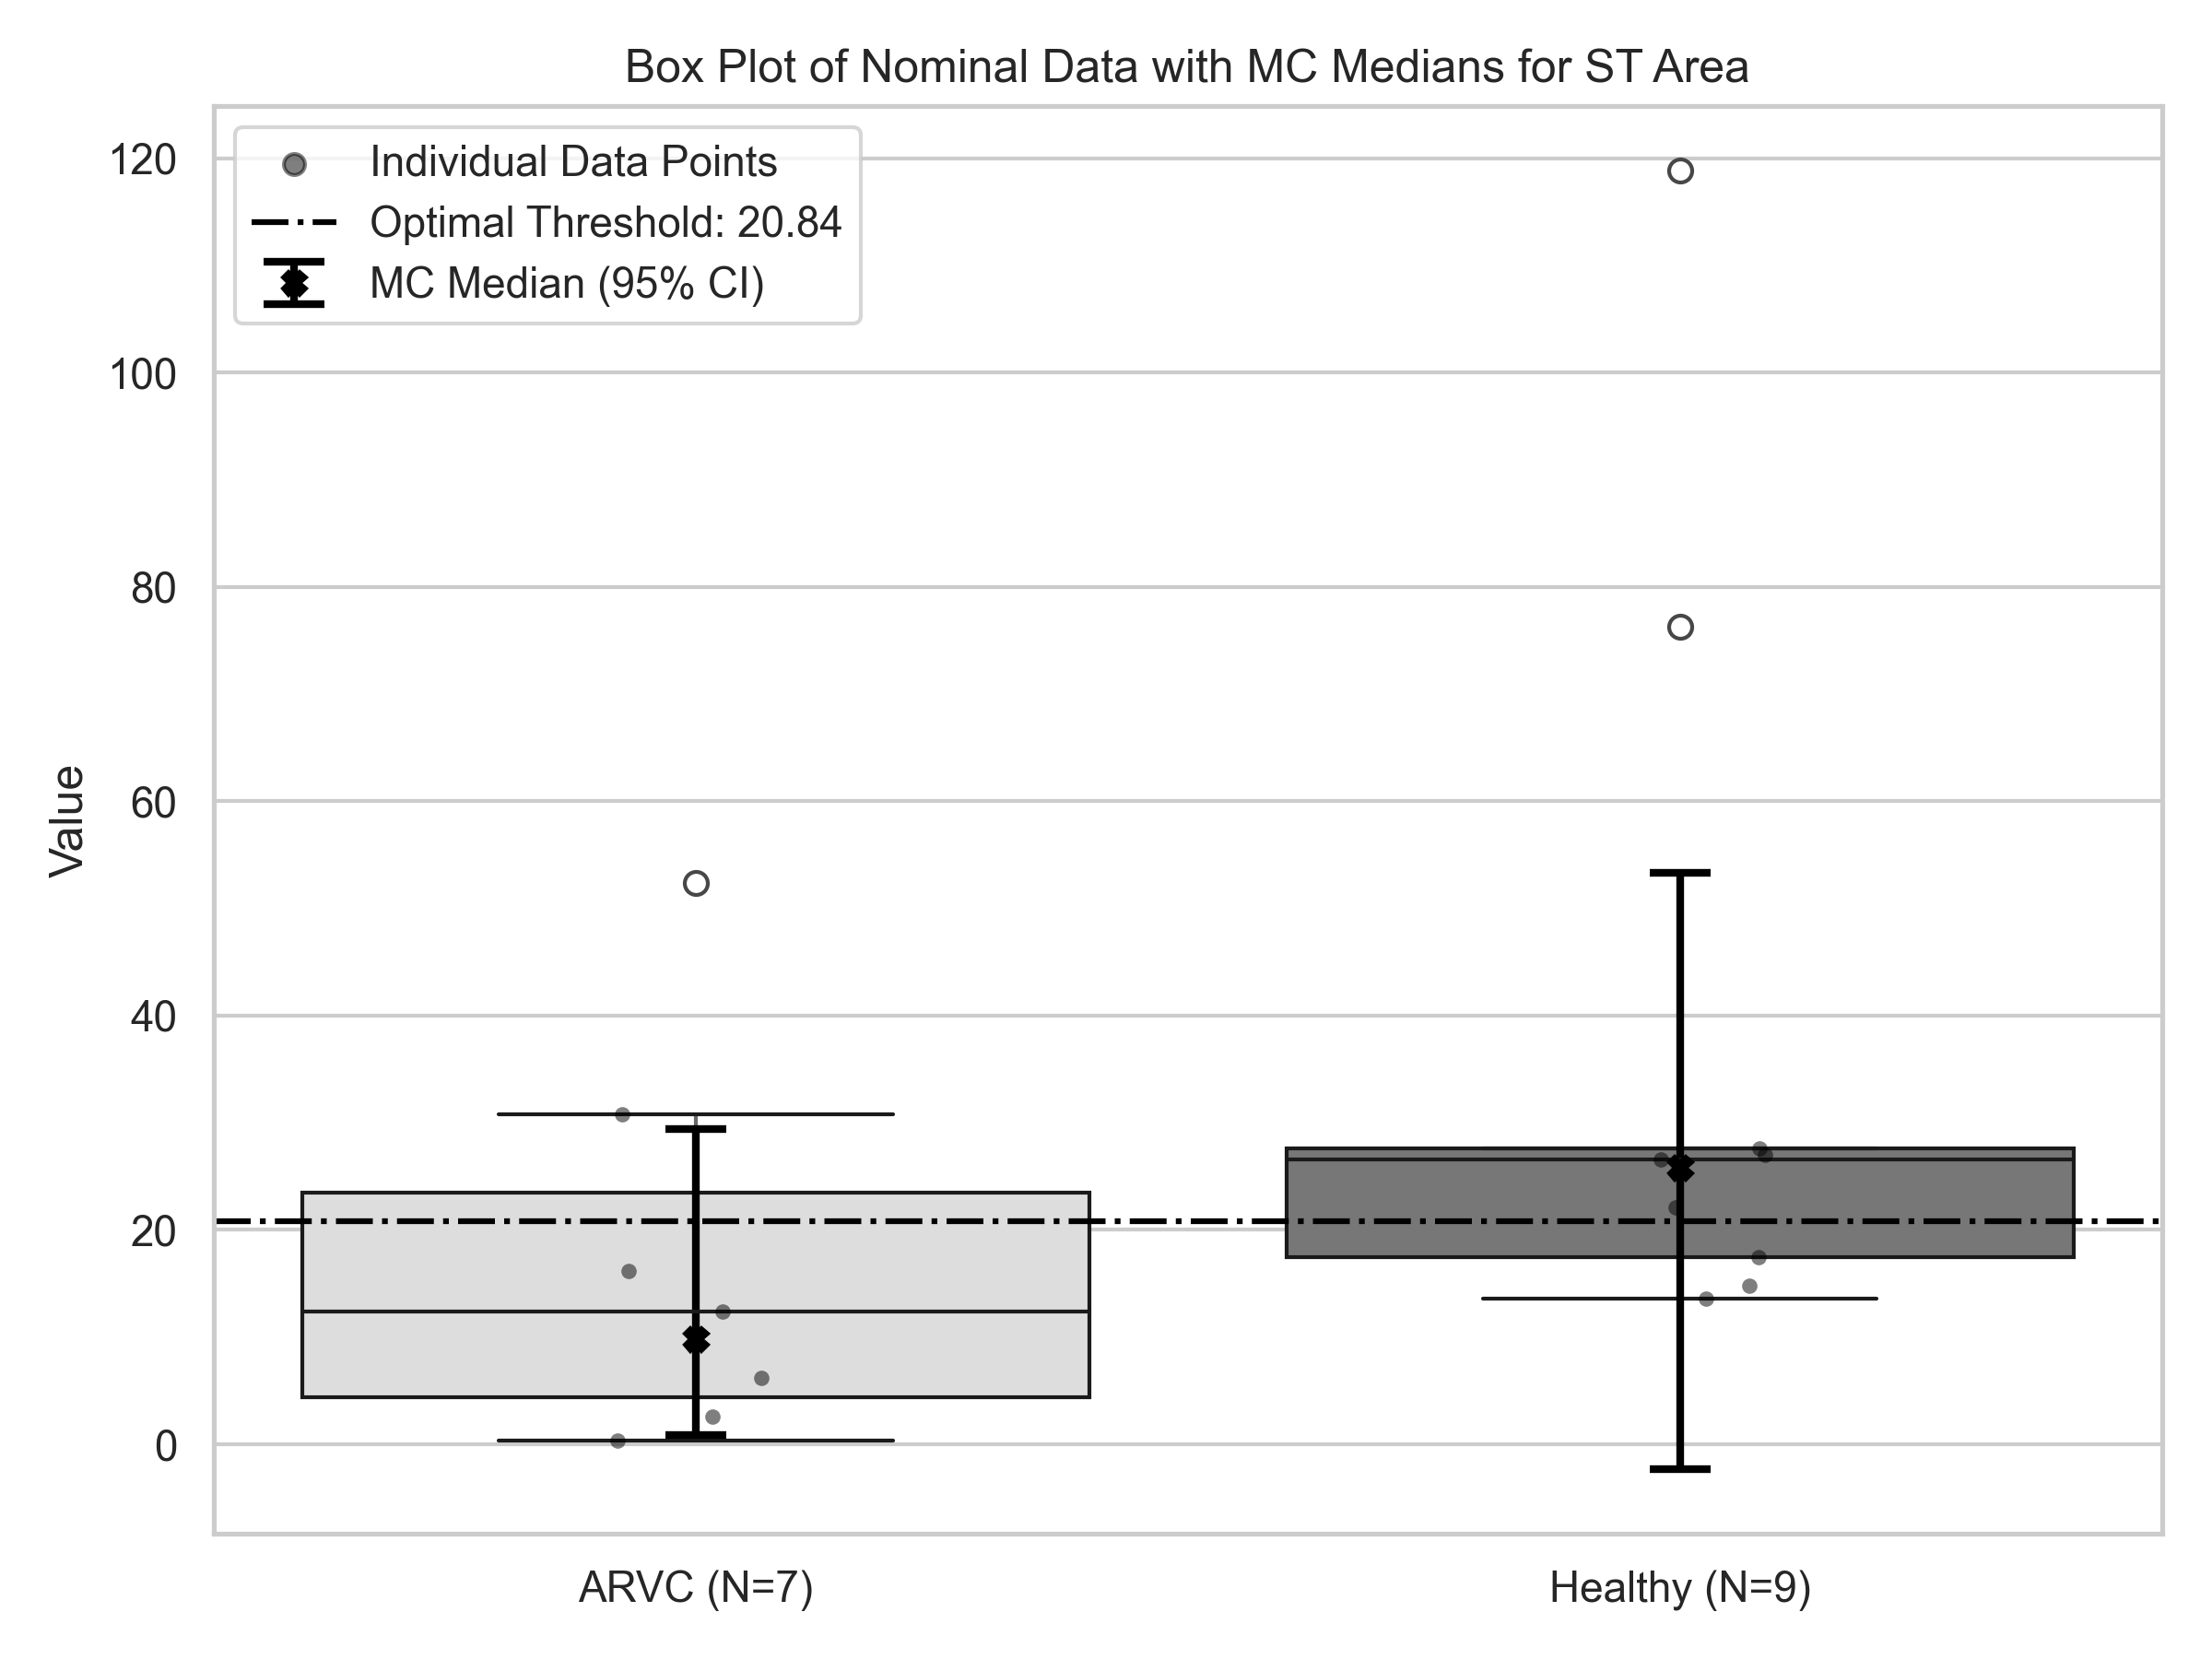 Box Plot of Nominal Data with MC Medians for ST Area
Individual Data Points
Optimal Threshold: 20.84
MC Median (95% CI)
120
100
80
60
40
20
0
Value
ARVC (N=7)
Healthy (N=9)